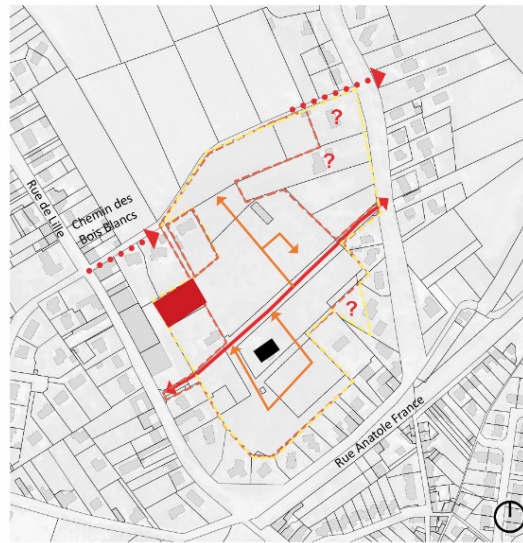 ?
?
Rue de Lille
Chemin des
Bois Blancs
?
Rue Anatole France